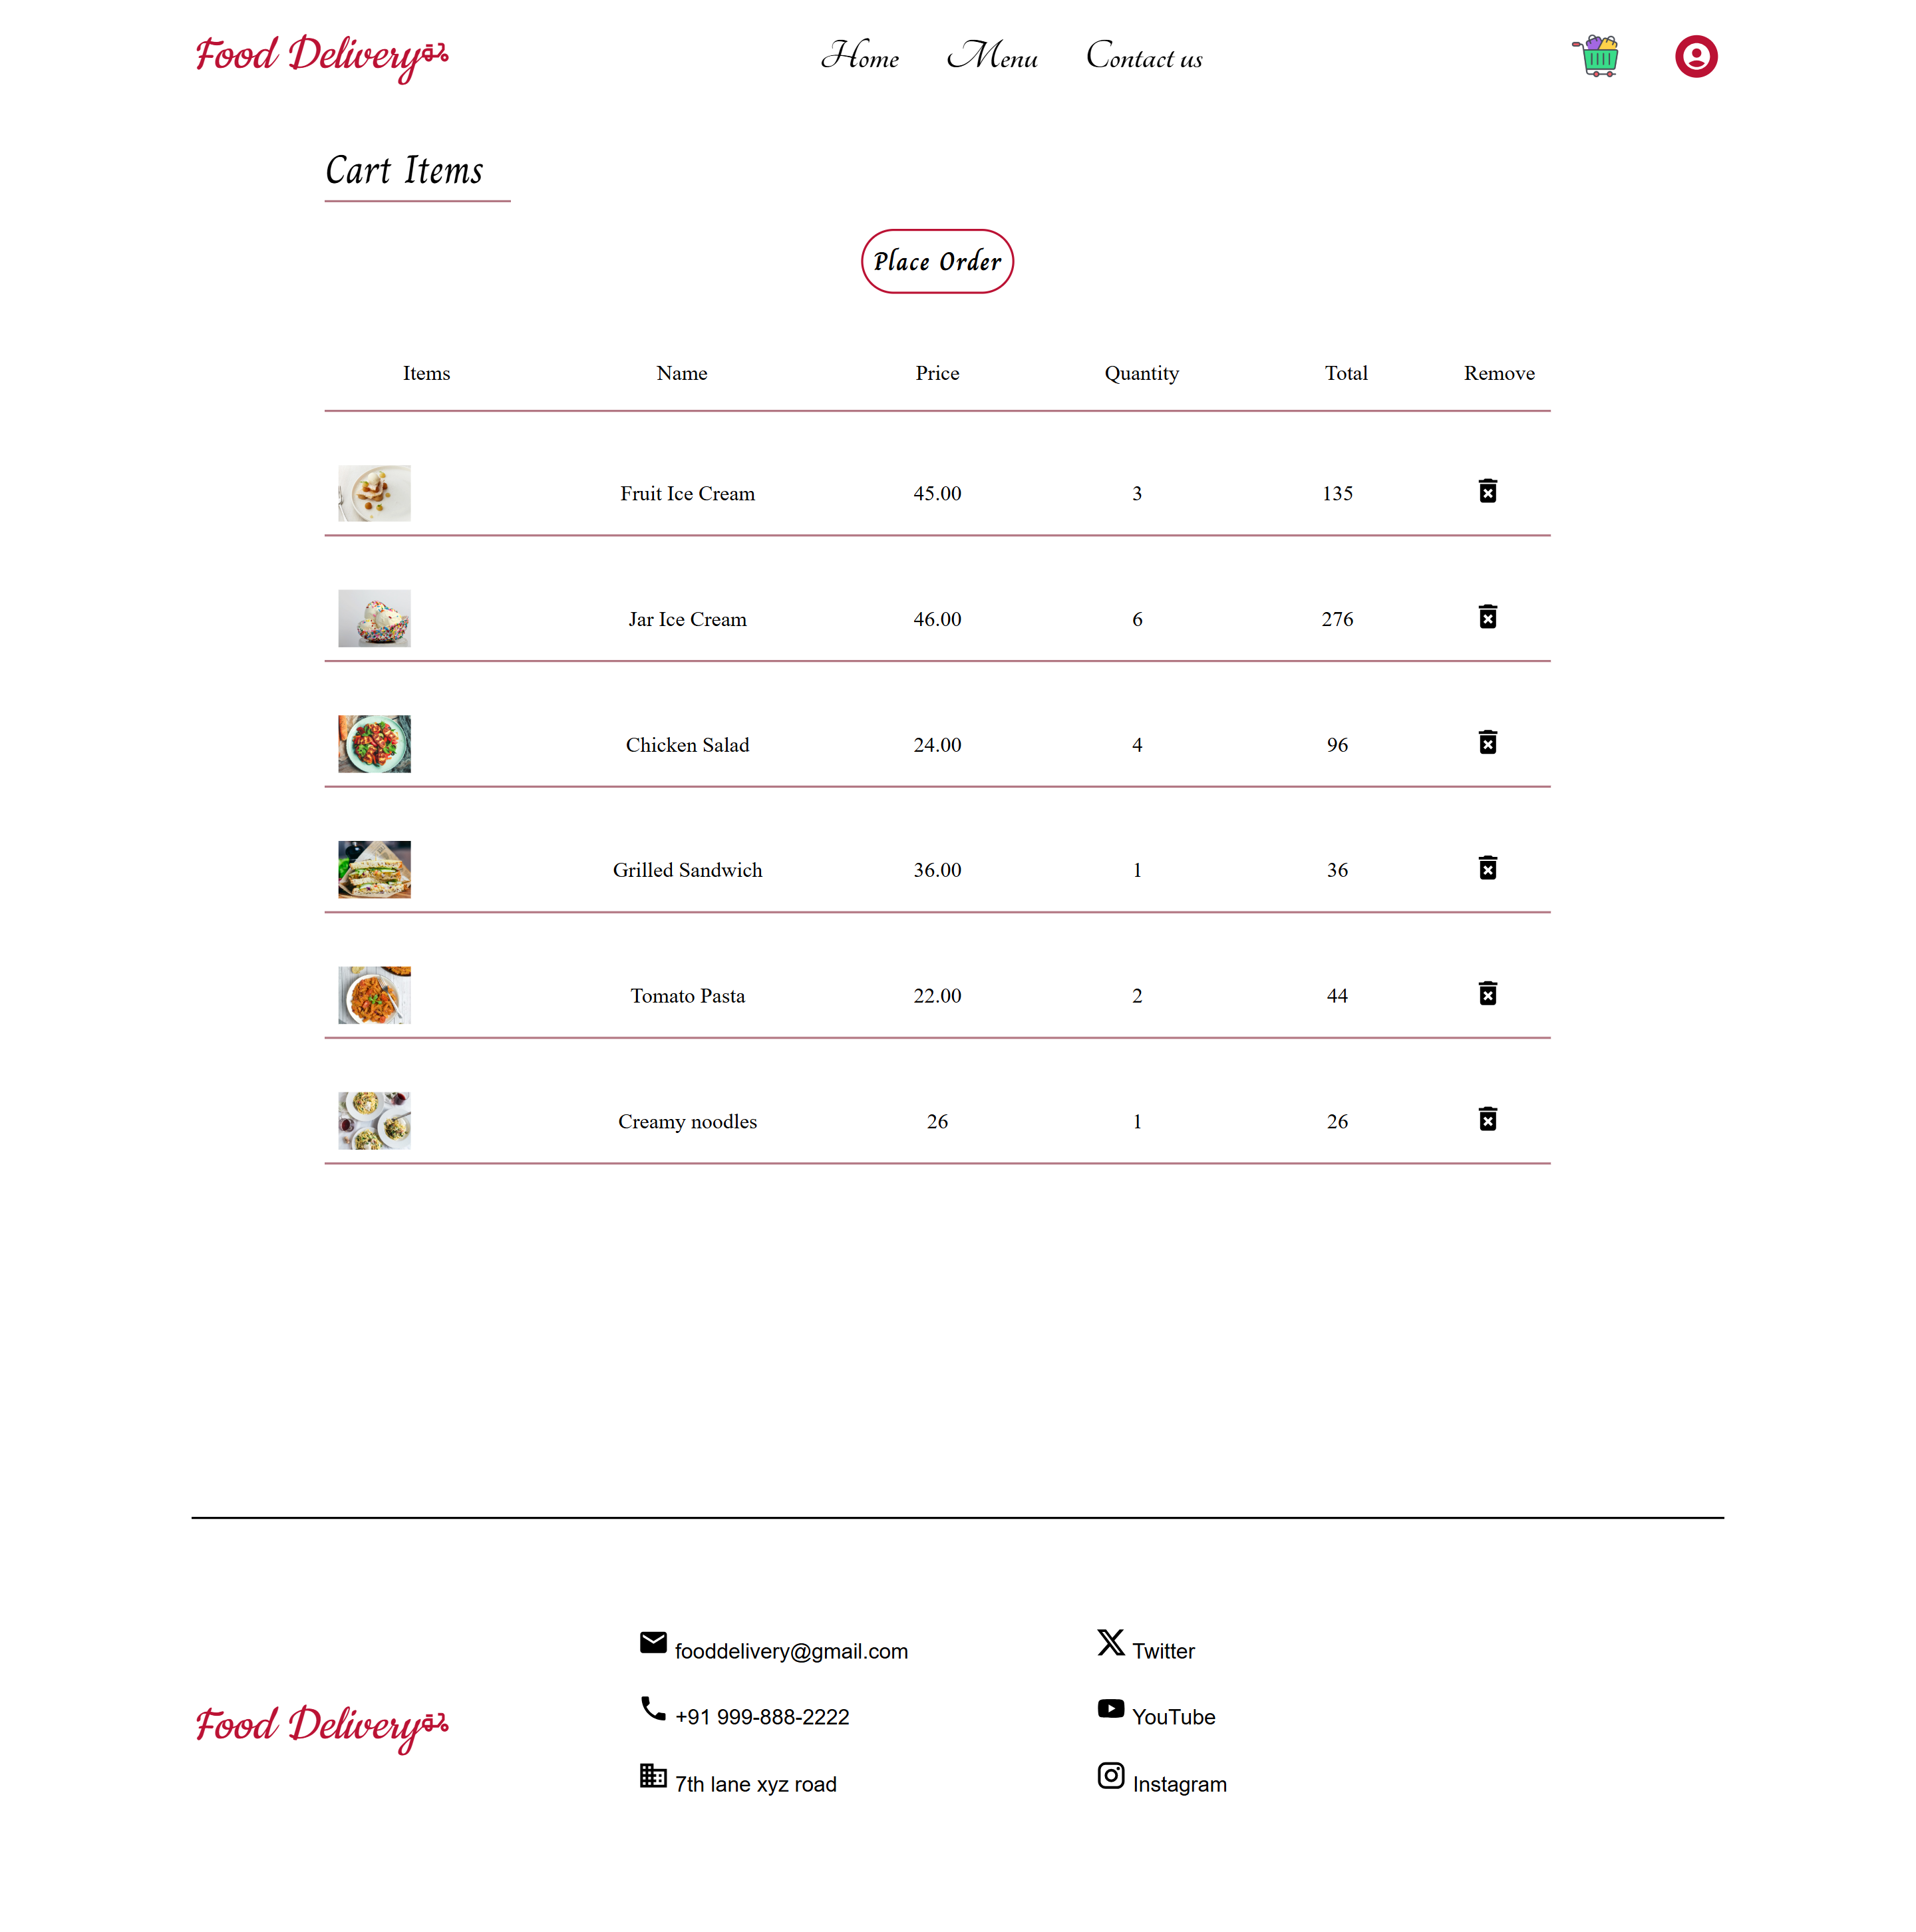 Food Delivery
Home Menu Contact us
Cart Items
Place Order
Items Name Price Quantity Total Remove
Fruit Ice Cream 45.00 3 135
Jar Ice Cream 46.00 6 276
Chicken Salad 24.00 4 96
Grilled Sandwich 36.00 1 36
Tomato Pasta 22.00 2 44
Creamy noodles 26 1 26
Food Delivery
fooddelivery@gmail.com
+91 999-888-2222
7th lane xyz road
Twitter
YouTube
Instagram